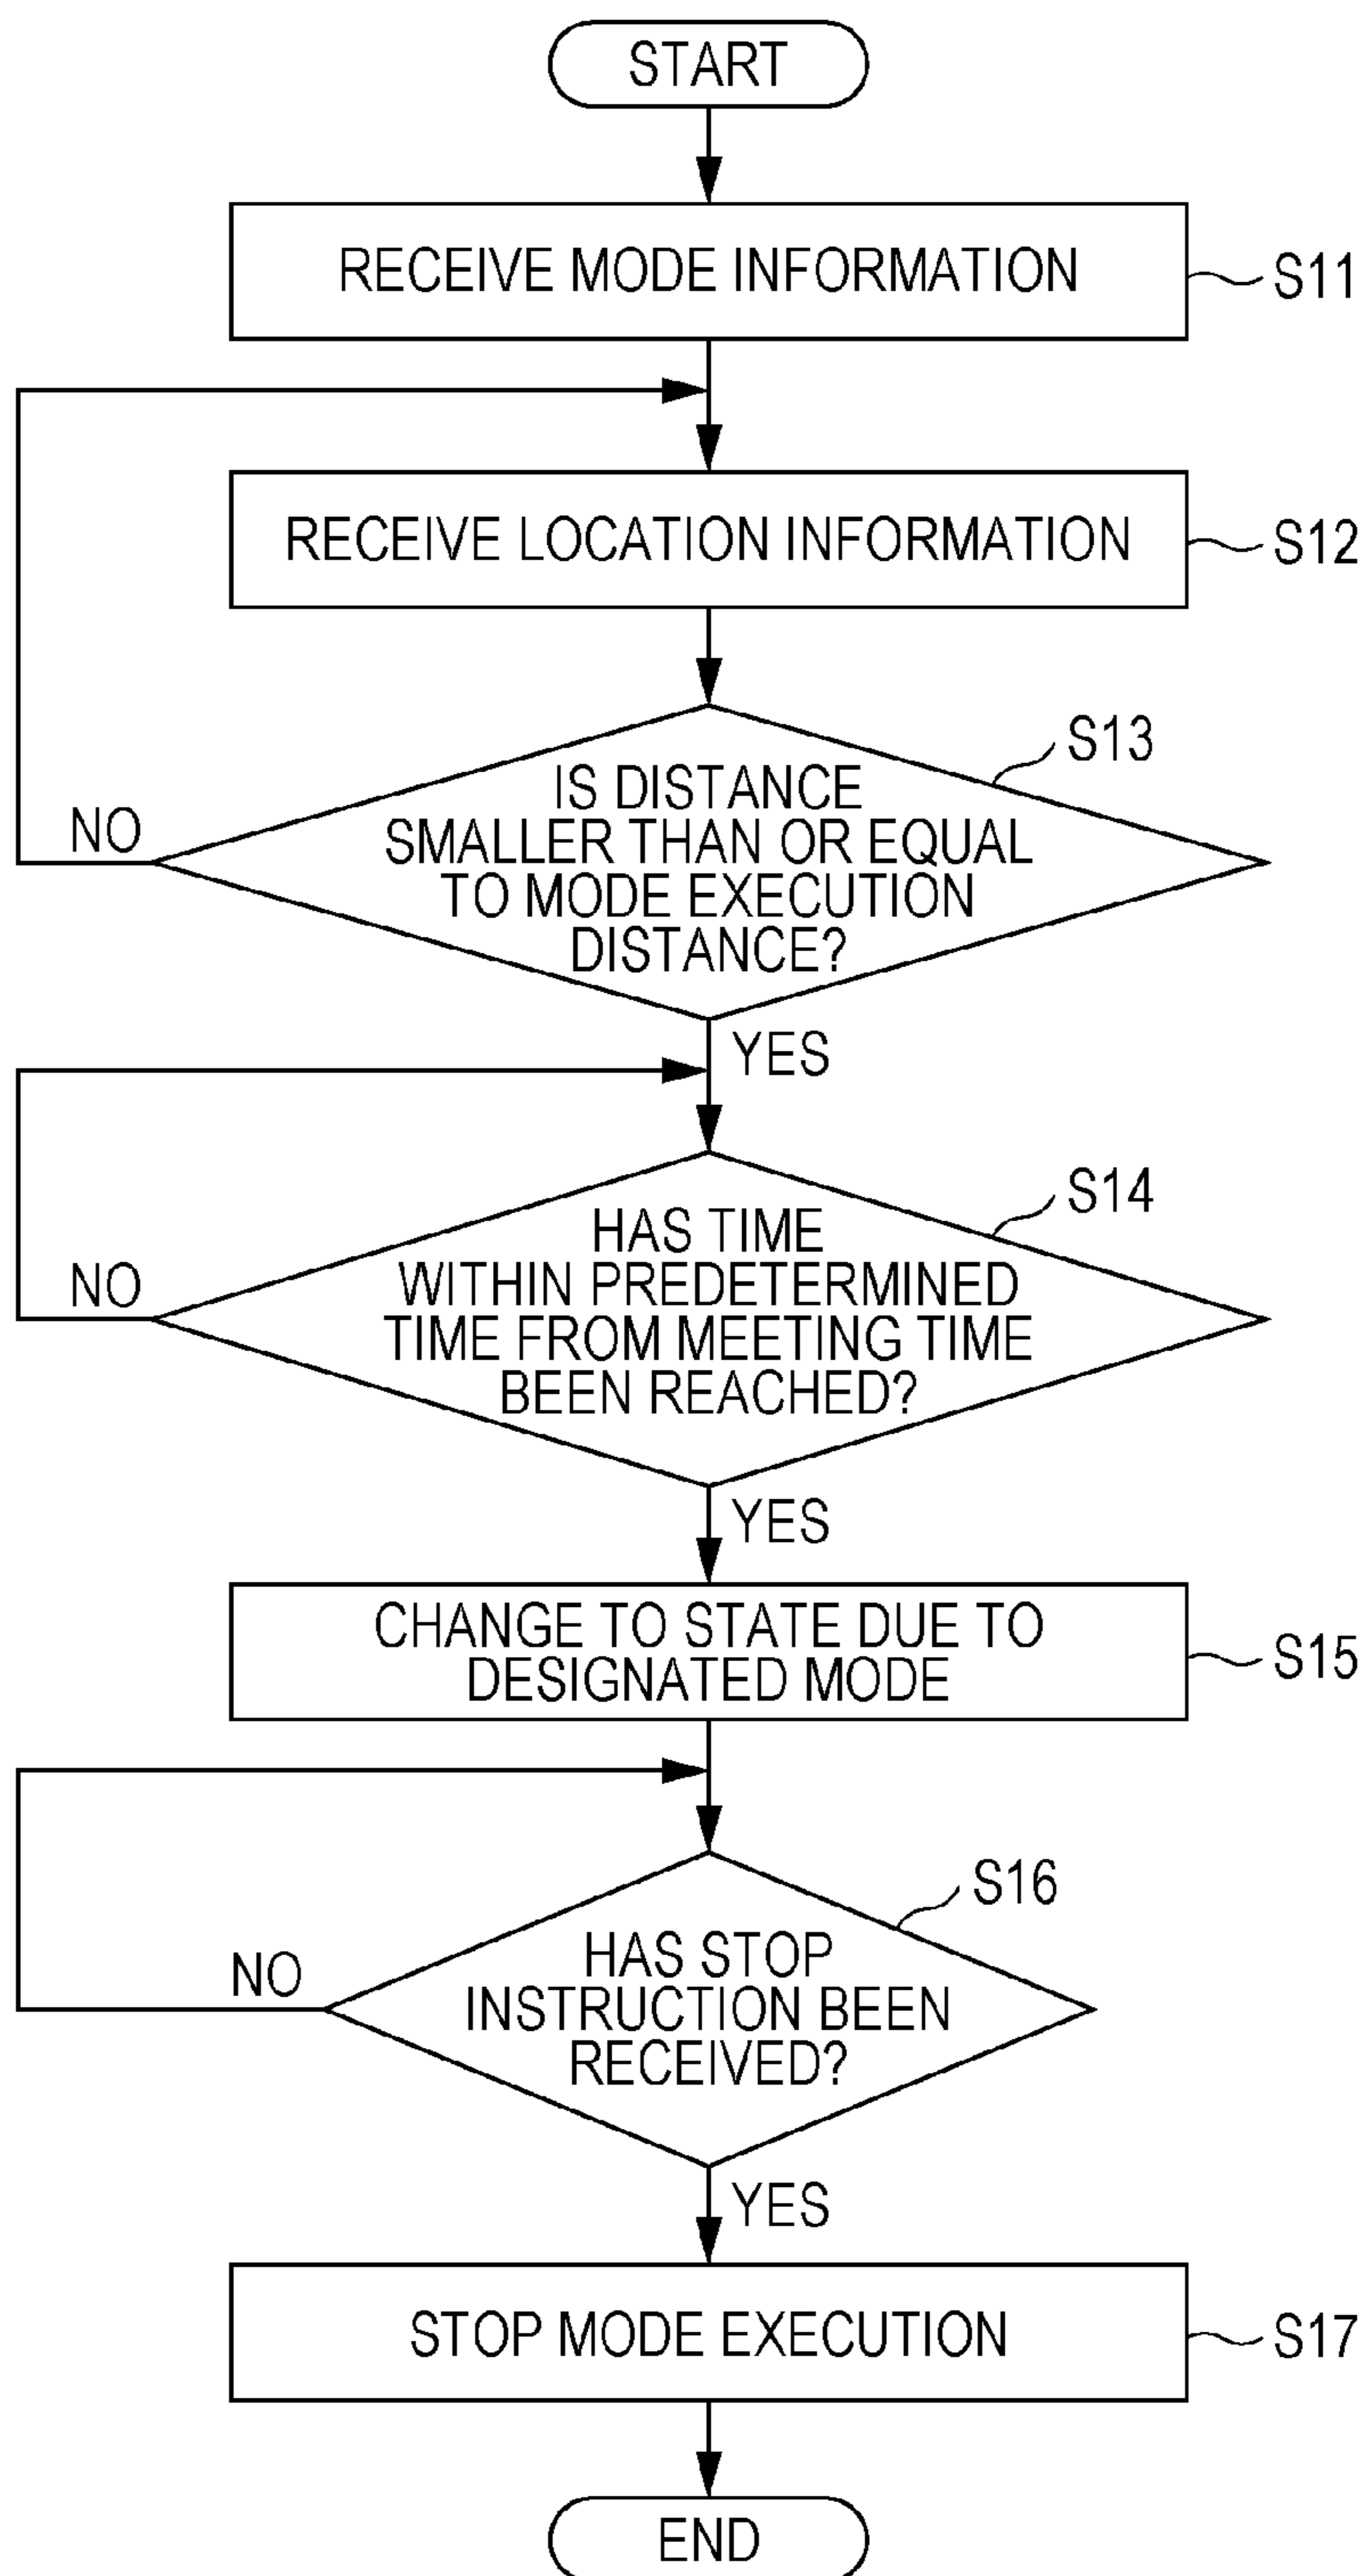 START
RECEIVE MODE INFORMATION
S11
RECEIVE LOCATION INFORMATION
S12
S13
IS DISTANCE
SMALLER THAN OR EQUAL
TO MODE EXECUTION
DISTANCE?
NO
YES
S14
HAS TIME
WITHIN PREDETERMINED
TIME FROM MEETING TIME
BEEN REACHED?
NO
YES
CHANGE TO STATE DUE TO
DESIGNATED MODE
S15
S16
HAS STOP
INSTRUCTION BEEN
RECEIVED?
NO
YES
STOP MODE EXECUTION
S17
END